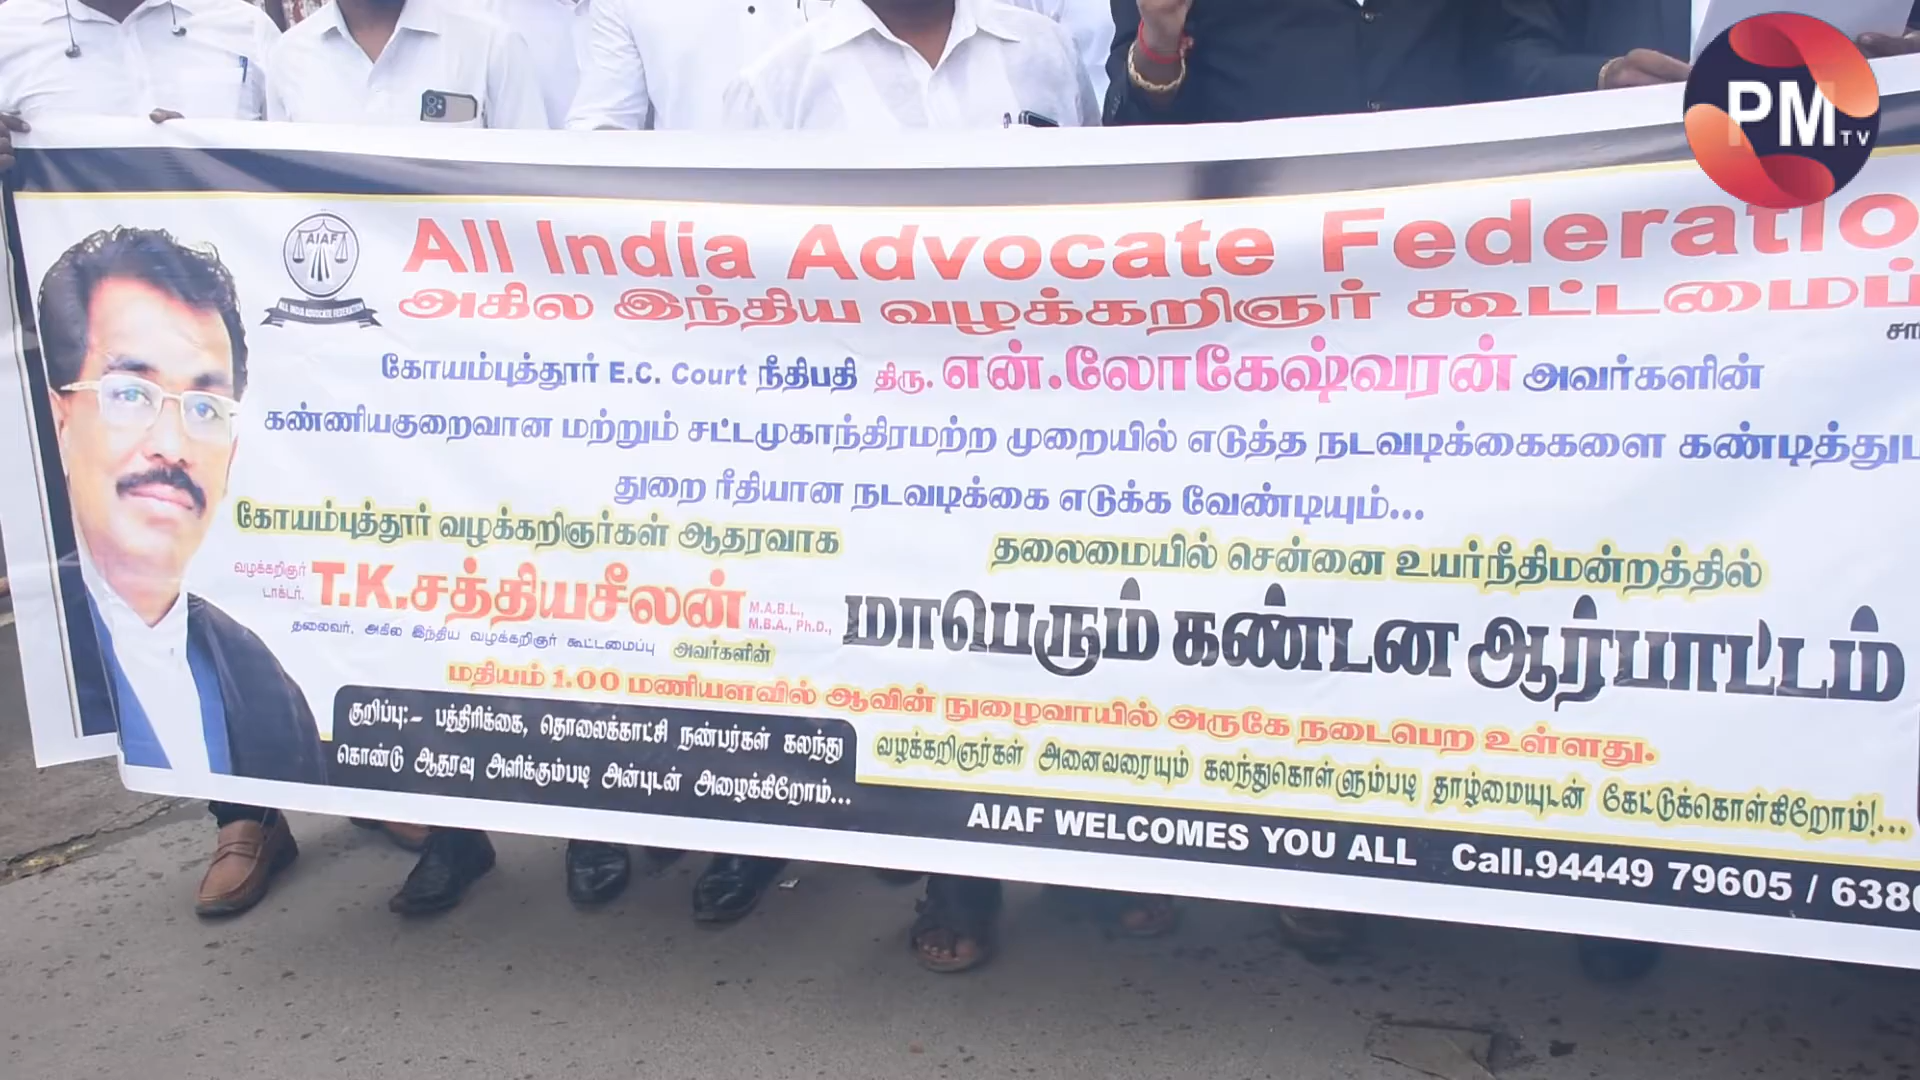 PM TV
AIAF
ALL INDIA ADVOCATE FEDERATION
All India Advocate Federatio
அகில இந்திய வழக்கறிஞர் கூட்டமைப்
சார்
கோயம்புத்தூர் E.C. Court நீதிபதி திரு. என்.லோகேஷ்வரன் அவர்களின்
கண்ணியகுறைவான மற்றும் சட்டமுகாந்திரமற்ற முறையில் எடுத்த நடவடிக்கைகளை கண்டித்தும்
துறை ரீதியான நடவடிக்கை எடுக்க வேண்டியும்...
கோயம்புத்தூர் வழக்கறிஞர்கள் ஆதரவாக
வழக்கறிஞர் டாக்டர். T.K.சத்தியசீலன் M.A.B.L., M.B.A., Ph.D.,
தலைவர், அகில இந்திய வழக்கறிஞர் கூட்டமைப்பு அவர்களின்
தலைமையில் சென்னை உயர்நீதிமன்றத்தில்
மாபெரும் கண்டன ஆர்பாட்டம்
மதியம் 1.00 மணியளவில் ஆவின் நுழைவாயில் அருகே நடைபெற உள்ளது.
குறிப்பு:- பத்திரிக்கை, தொலைக்காட்சி நண்பர்கள் கலந்து
கொண்டு ஆதரவு அளிக்கும்படி அன்புடன் அழைக்கிறோம்...
வழக்கறிஞர்கள் அனைவரையும் கலந்துகொள்ளும்படி தாழ்மையுடன் கேட்டுக்கொள்கிறோம்!...
AIAF WELCOMES YOU ALL Call.94449 79605 / 6380